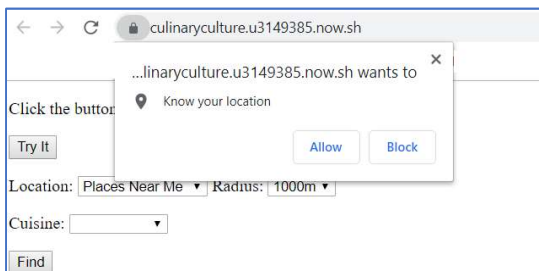 culinaryculture.u3149385.now.sh
...linaryculture.u3149385.now.sh wants to
Know your location
Allow Block
Click the button
Try It
Location: Places Near Me Radius: 1000m
Cuisine:
Find